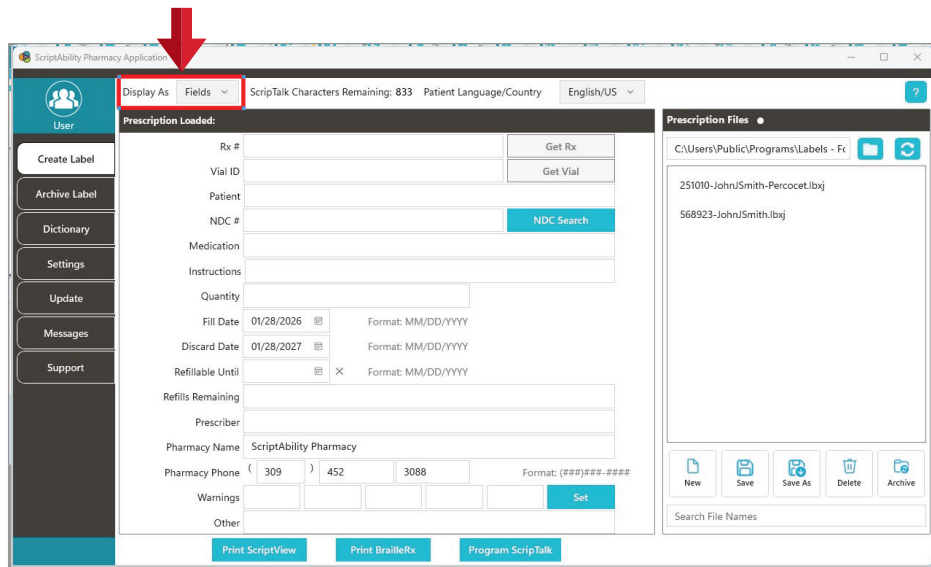 ScriptAbility Pharmacy Application
Display As Fields ScripTalk Characters Remaining: 833 Patient Language/Country English/US ?
User
Create Label
Archive Label
Dictionary
Settings
Update
Messages
Support
Prescription Loaded:
Rx # Get Rx
Vial ID Get Vial
Patient
NDC # NDC Search
Medication
Instructions
Quantity
Fill Date 01/28/2026 Format: MM/DD/YYYY
Discard Date 01/28/2027 Format: MM/DD/YYYY
Refillable Until Format: MM/DD/YYYY
Refills Remaining
Prescriber
Pharmacy Name ScriptAbility Pharmacy
Pharmacy Phone ( 309 ) 452 3088 Format: (###)###-####
Warnings Set
Other
Print ScriptView Print BrailleRx Program ScripTalk
Prescription Files
C:\Users\Public\Programs\Labels - Fo
251010-JohnJSmith-Percocet.lbxj
568923-JohnJSmith.lbxj
New Save Save As Delete Archive
Search File Names